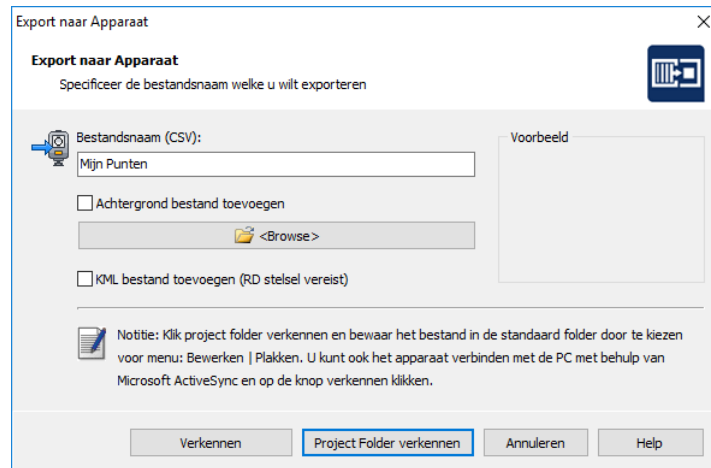 Export naar Apparaat
Export naar Apparaat
Specificeer de bestandsnaam welke u wilt exporteren
Bestandsnaam (CSV):
Mijn Punten
Voorbeeld
Achtergrond bestand toevoegen
<Browse>
KML bestand toevoegen (RD stelsel vereist)
Notitie: Klik project folder verkennen en bewaar het bestand in de standaard folder door te kiezen
voor menu: Bewerken | Plakken. U kunt ook het apparaat verbinden met de PC met behulp van
Microsoft ActiveSync en op de knop verkennen klikken.
Verkennen
Project Folder verkennen
Annuleren
Help